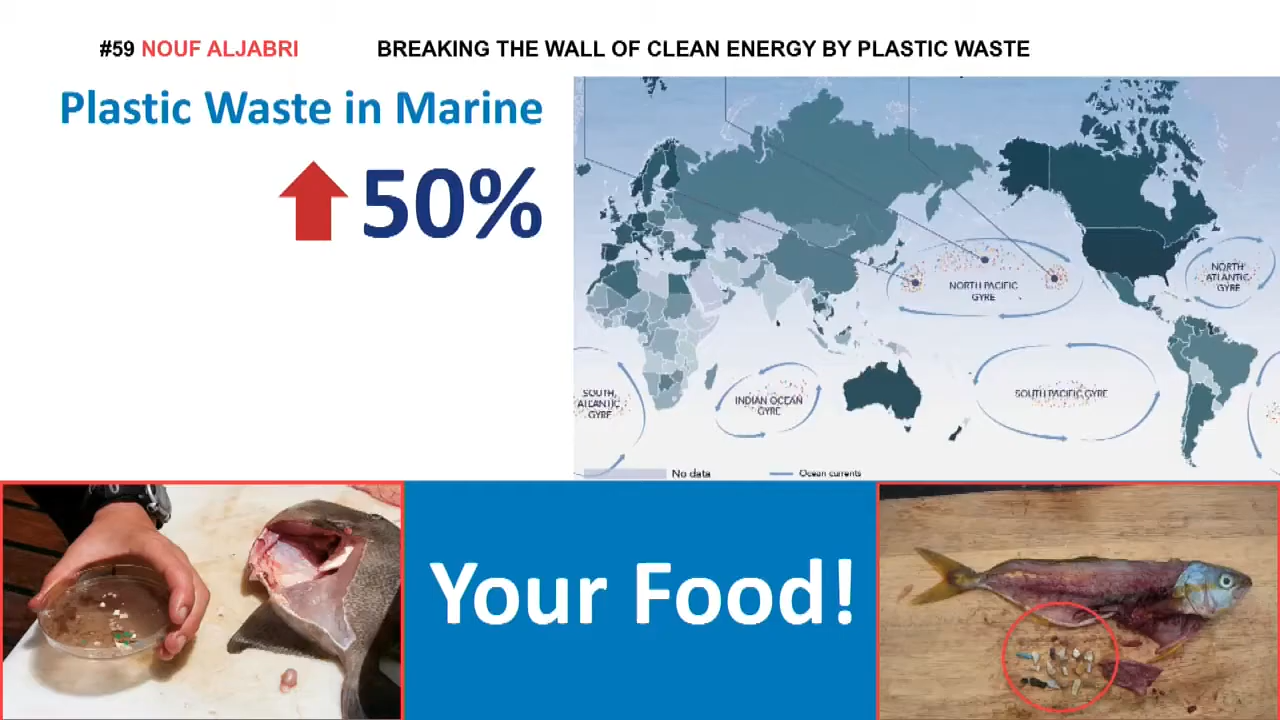 #59 NOUF ALJABRI
BREAKING THE WALL OF CLEAN ENERGY BY PLASTIC WASTE
Plastic Waste in Marine
50%
NORTH PACIFIC
GYRE
NORTH
ATLANTIC
GYRE
SOUTH
ATLANTIC
GYRE
INDIAN OCEAN
GYRE
SOUTH PACIFIC GYRE
No data
Ocean currents
Your Food!